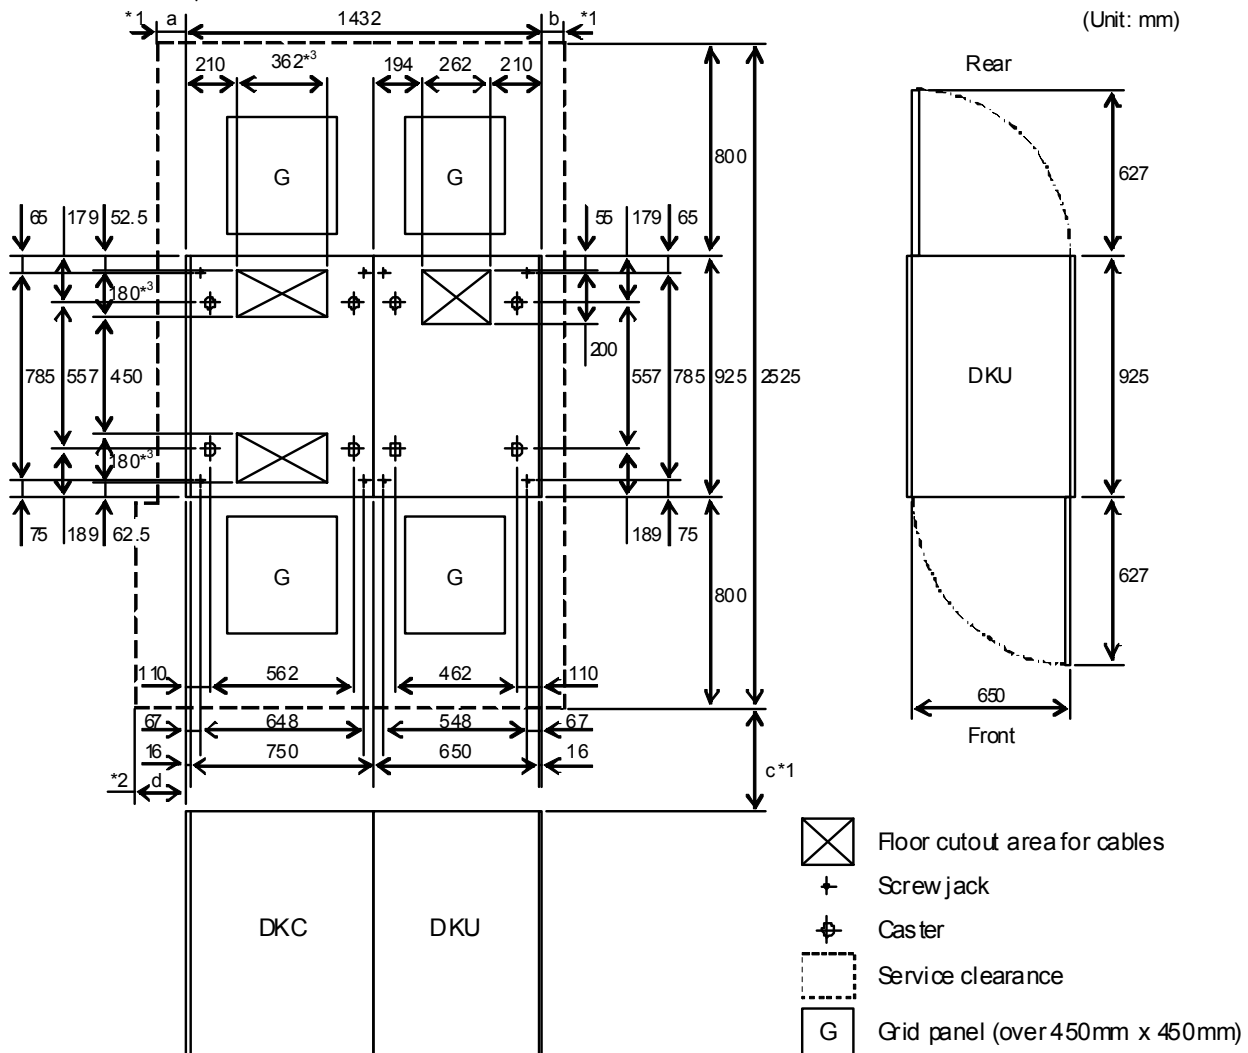 *1 a 1432 b *1 (Unit: mm)
210 362*3 194 262 210 Rear
G G 800 627
65 179 52.5 55 179 65
180*3
200
785 557 450 557 785 925 2525 DKU 925
180*3
75 189 62.5 189 75
G G 800 627
110 562 462 110
67 648 548 67 650
16 750 650 16 Front
*2 d c*1
Floor cutout area for cables
Screw jack
DKC DKU Caster
Service clearance
G Grid panel (over 450mm x 450mm)